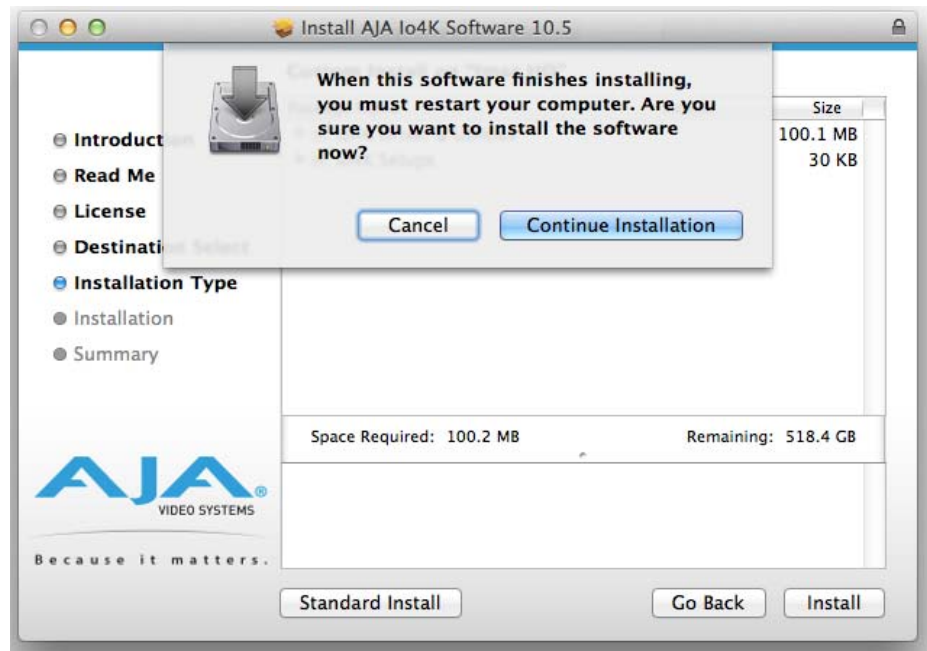 Install AJA Io4K Software 10.5
When this software finishes installing,
you must restart your computer. Are you
sure you want to install the software
now?
Cancel
Continue Installation
Size
100.1 MB
30 KB
Introduct
Read Me
License
Destinati
Installation Type
Installation
Summary
Space Required: 100.2 MB
Remaining: 518.4 GB
AJA®
VIDEO SYSTEMS
Because it matters.
Standard Install
Go Back
Install